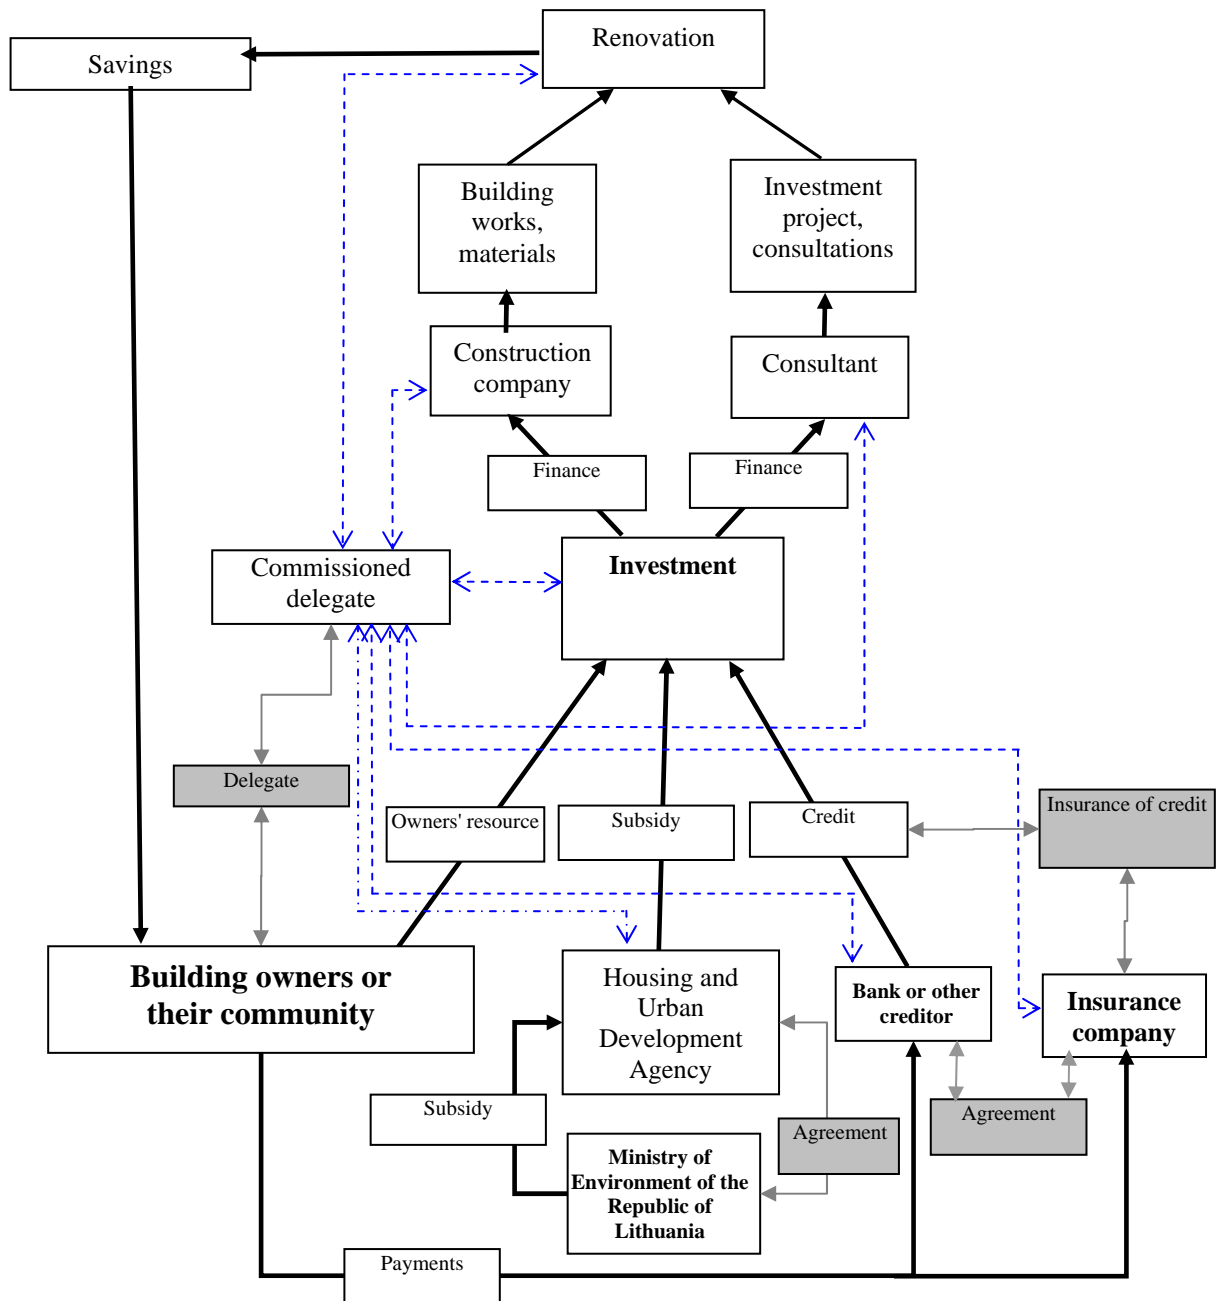 Renovation
Savings
Building
works,
materials
Investment
project,
consultations
Construction
company
Consultant
Finance
Finance
Commissioned
delegate
Investment
Delegate
Owners' resource
Subsidy
Credit
Insurance of credit
Building owners or
their community
Housing and
Urban
Development
Agency
Bank or other
creditor
Insurance
company
Subsidy
Agreement
Agreement
Ministry of
Environment of the
Republic of
Lithuania
Payments